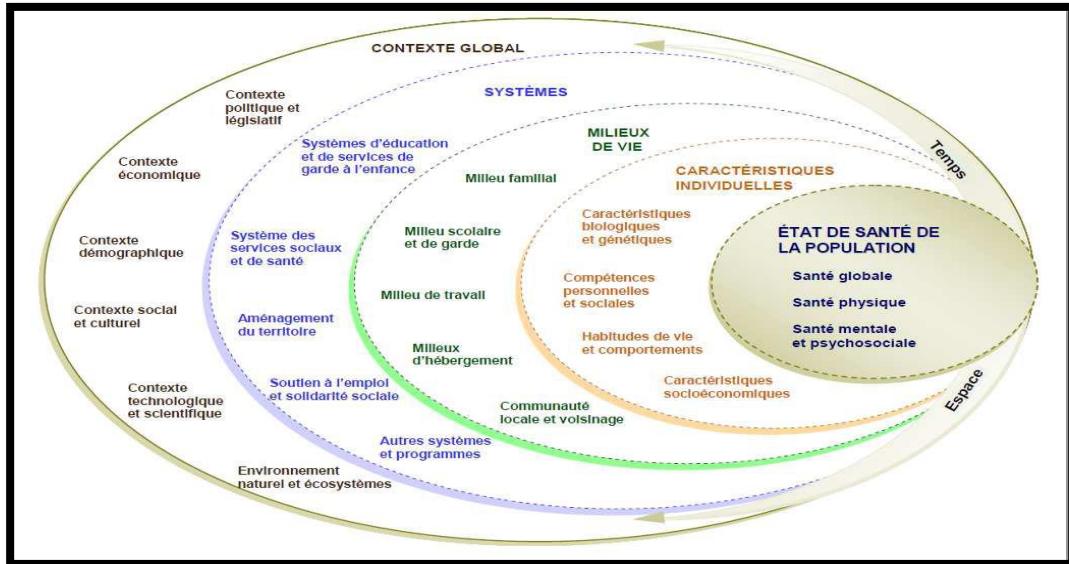 CONTEXTE GLOBAL
Contexte
politique et
législatif
Contexte
économique
Contexte
démographique
Contexte social
et culturel
Contexte
technologique
et scientifique
Environnement
naturel et écosystèmes
SYSTÈMES
Systèmes d'éducation
et de services de
garde à l'enfance
Système des
services sociaux
et de santé
Aménagement
du territoire
Soutien à l'emploi
et solidarité sociale
Autres systèmes
et programmes
MILIEUX
DE VIE
Milieu familial
Milieu scolaire
et de garde
Milieu de travail
Milieux
d'hébergement
Communauté
locale et voisinage
CARACTÉRISTIQUES
INDIVIDUELLES
Caractéristiques
biologiques
et génétiques
Compétences
personnelles
et sociales
Habitudes de vie
et comportements
Caractéristiques
socioéconomiques
ÉTAT DE SANTÉ DE
LA POPULATION
Santé globale
Santé physique
Santé mentale
et psychosociale
Temps
Espace